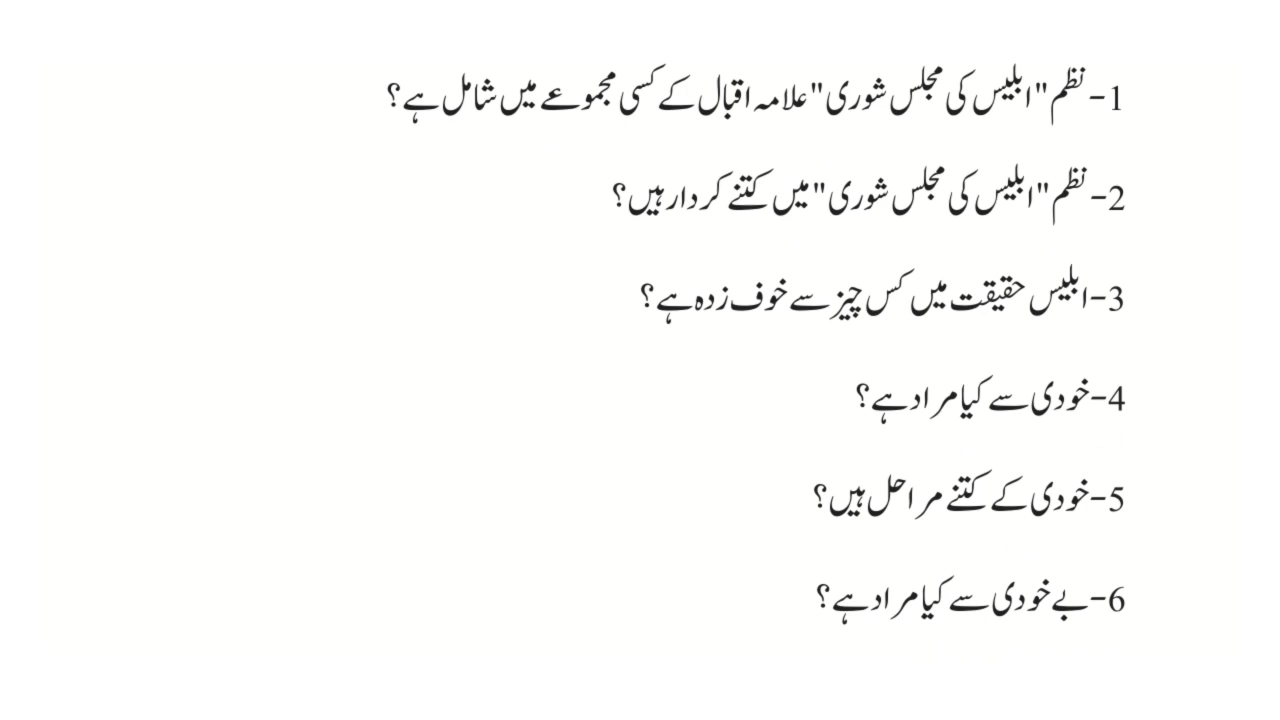 1-نظم "ابلیس کی مجلس شوری" علامہ اقبال کے کسی مجموعے میں شامل ہے؟
2-نظم "ابلیس کی مجلس شوری" میں کتنے کردار ہیں؟
3-ابلیس حقیقت میں کس چیز سے خوف زدہ ہے؟
4-خودی سے کیا مراد ہے؟
5-خودی کے کتنے مراحل ہیں؟
6-بے خودی سے کیا مراد ہے؟